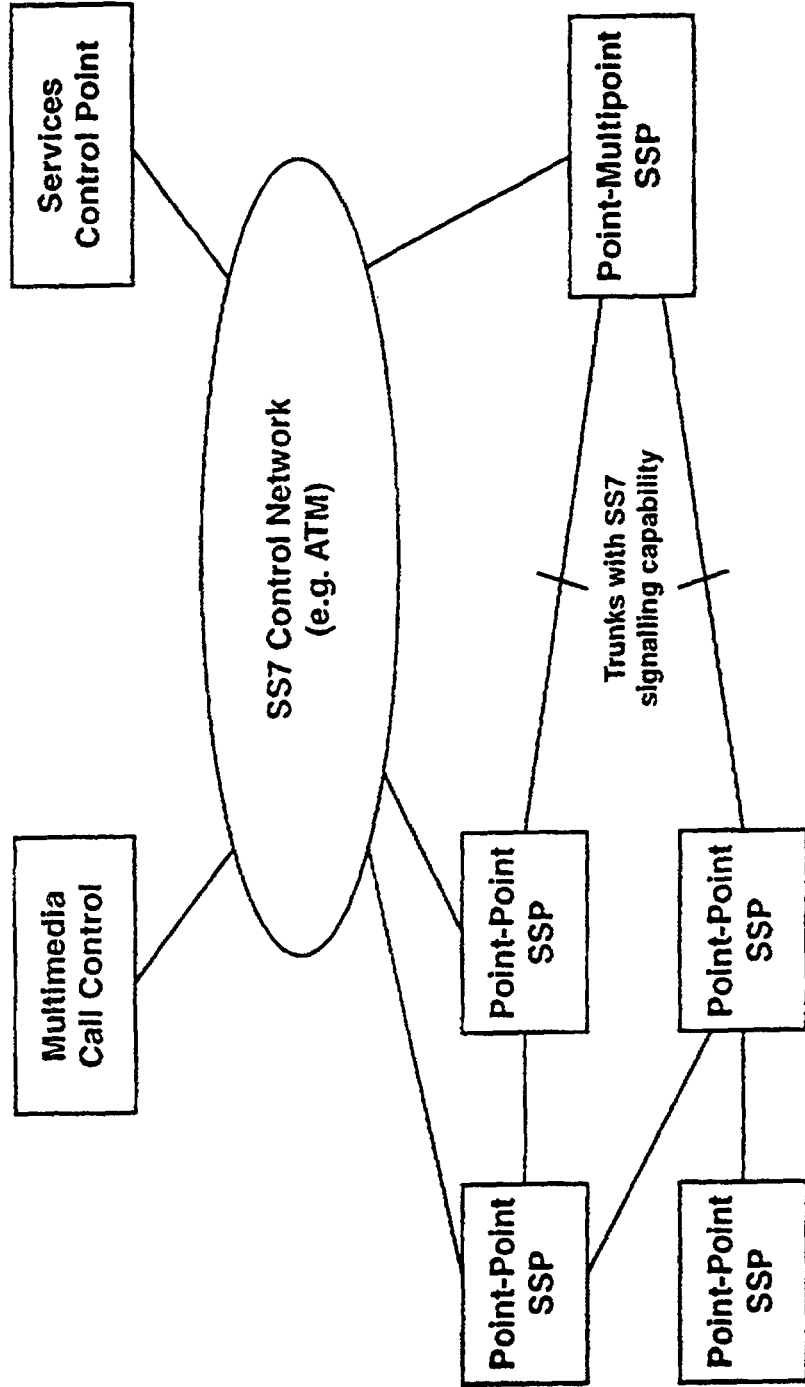 Multimedia
Call Control
Services
Control Point
SS7 Control Network
(e.g. ATM)
Point-Point
SSP
Point-Point
SSP
Trunks with SS7
signalling capability
Point-Multipoint
SSP
Point-Point
SSP
Point-Point
SSP